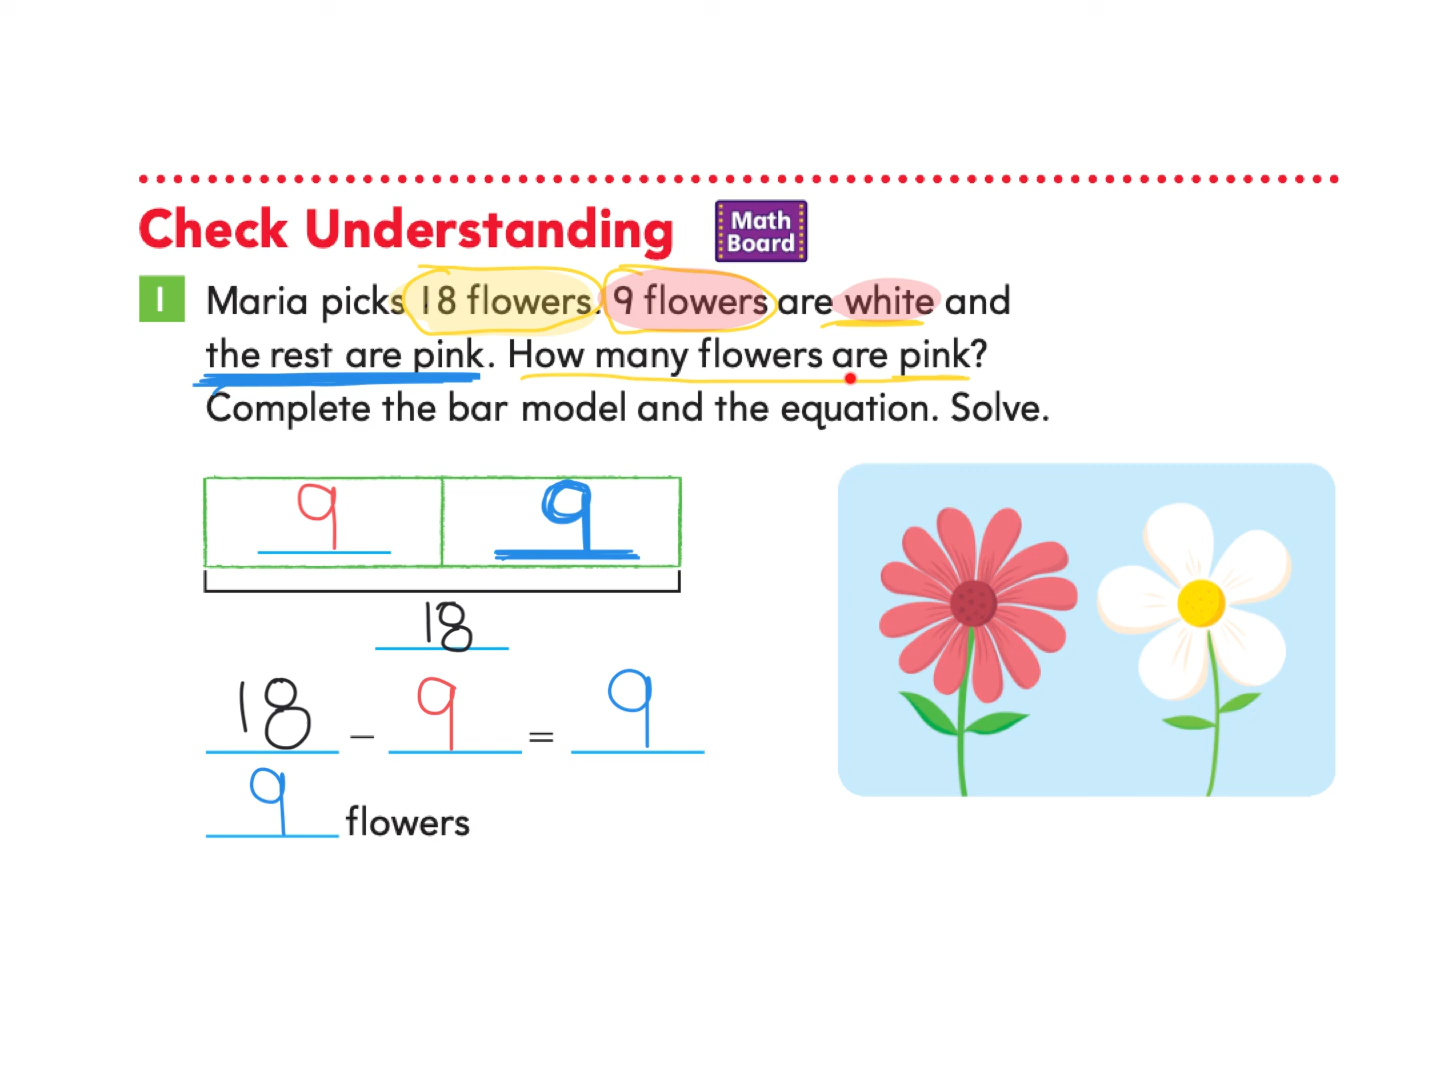 Check Understanding
Math
Board
1 Maria picks 18 flowers. 9 flowers are white and
the rest are pink. How many flowers are pink?
Complete the bar model and the equation. Solve.
9 9
18
18 - 9 = 9
9 flowers